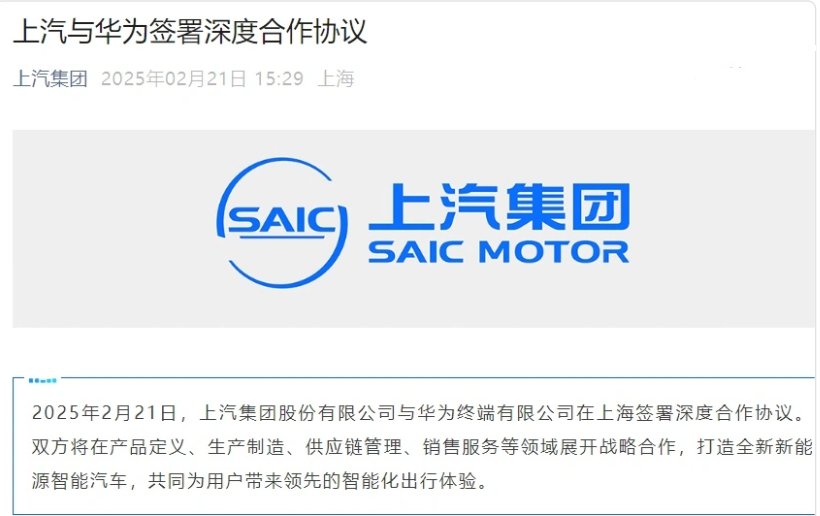 上汽与华为签署深度合作协议
上汽集团 2025年02月21日 15:29 上海
SAIC
上汽集团
SAIC MOTOR
2025年2月21日，上汽集团股份有限公司与华为终端有限公司在上海签署深度合作协议。
双方将在产品定义、生产制造、供应链管理、销售服务等领域展开战略合作，打造全新新能
源智能汽车，共同为用户带来领先的智能化出行体验。